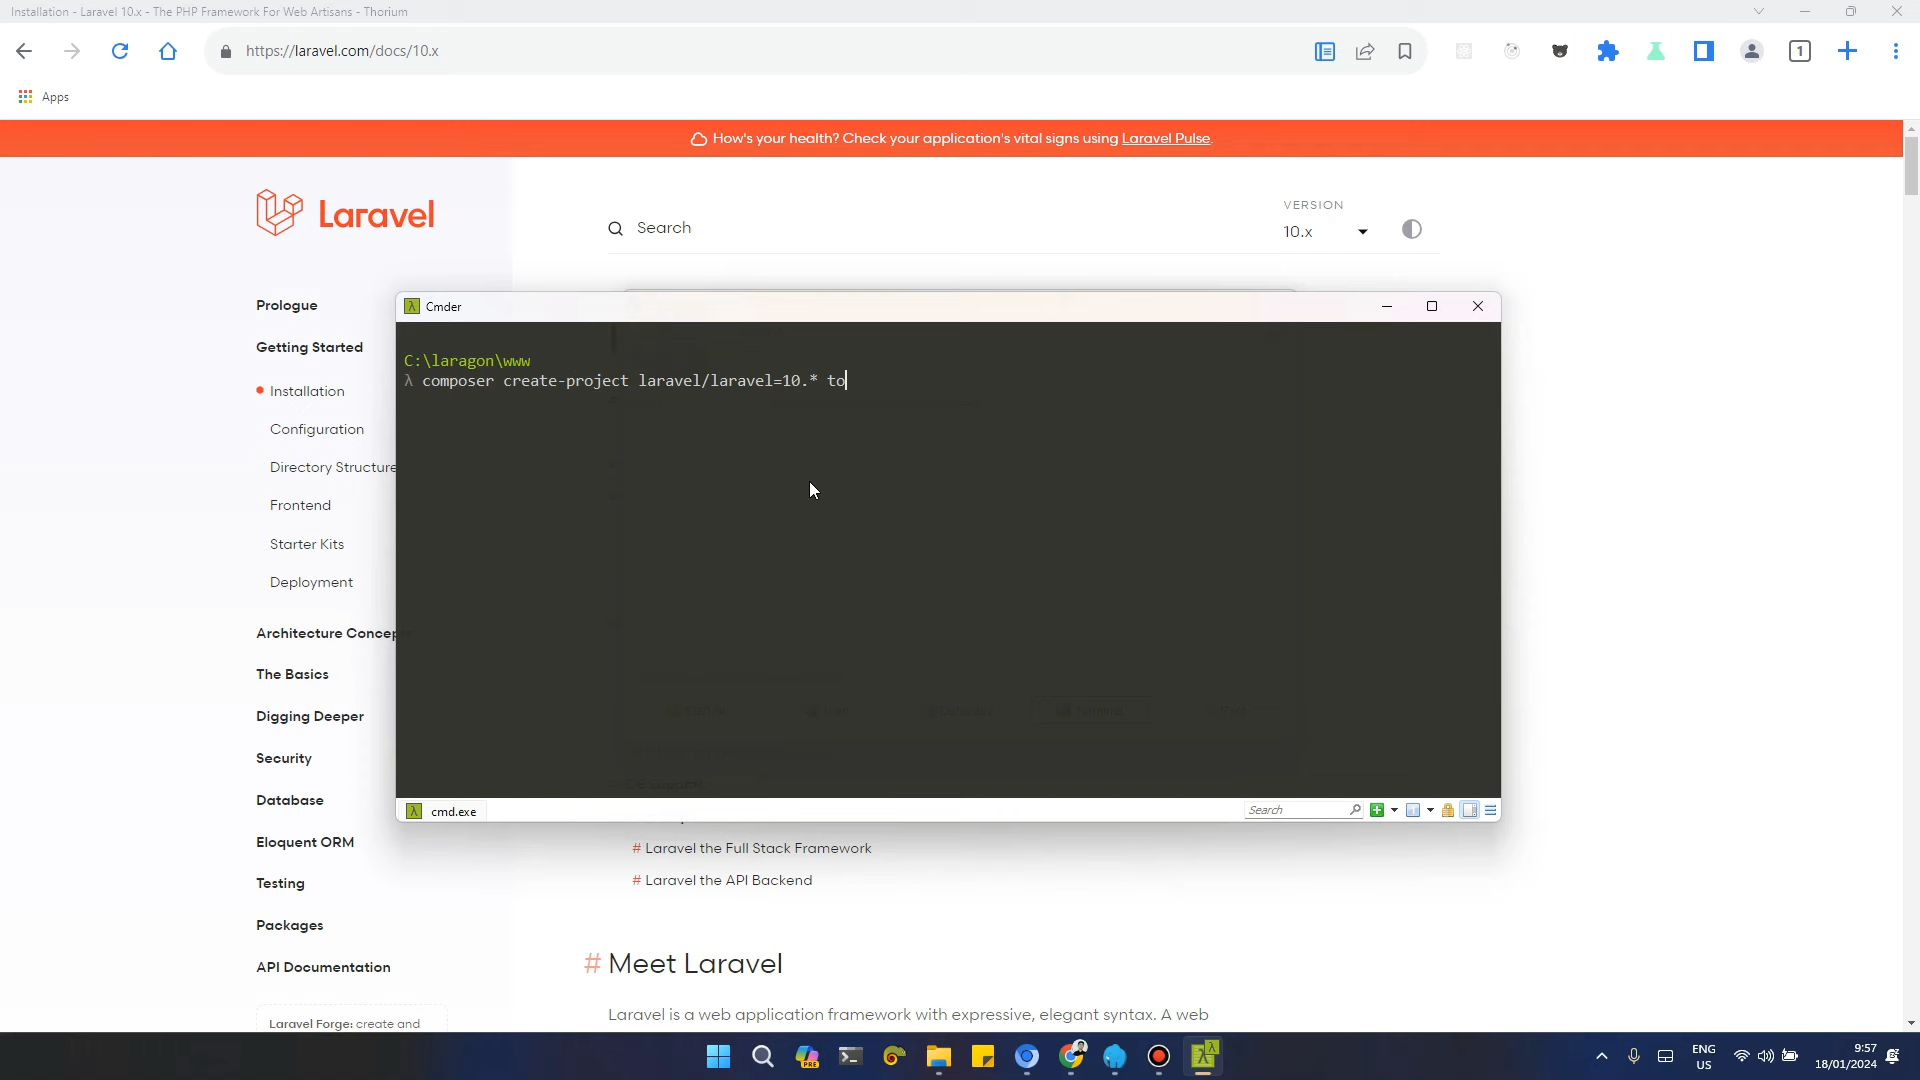 Installation - Laravel 10.x - The PHP Framework For Web Artisans - Thorium
https://laravel.com/docs/10.x
1
Apps
How's your health? Check your application's vital signs using Laravel Pulse.
Laravel
Search
VERSION
10.x
Prologue
Getting Started
Installation
Configuration
Directory Structure
Frontend
Starter Kits
Deployment
Architecture Concep
The Basics
Digging Deeper
Security
Database
Eloquent ORM
Testing
Packages
API Documentation
Laravel Forge: create and
λ Cmder
C:\laragon\www
λ composer create-project laravel/laravel=10.* to
λ cmd.exe
Search
# Laravel the Full Stack Framework
# Laravel the API Backend
# Meet Laravel
Laravel is a web application framework with expressive, elegant syntax. A web
PRE
ENG
US
9:57
18/01/2024